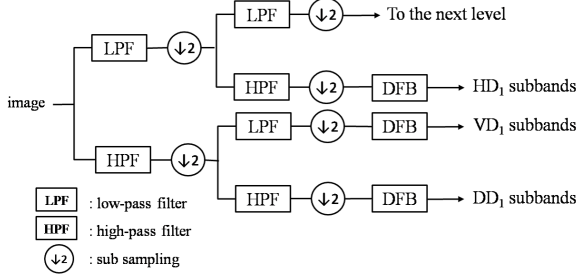 LPF ↓2 To the next level
LPF ↓2
HPF ↓2 DFB HD₁ subbands
image
LPF ↓2 DFB VD₁ subbands
HPF ↓2
HPF ↓2 DFB DD₁ subbands
LPF : low-pass filter
HPF : high-pass filter
↓2 : sub sampling